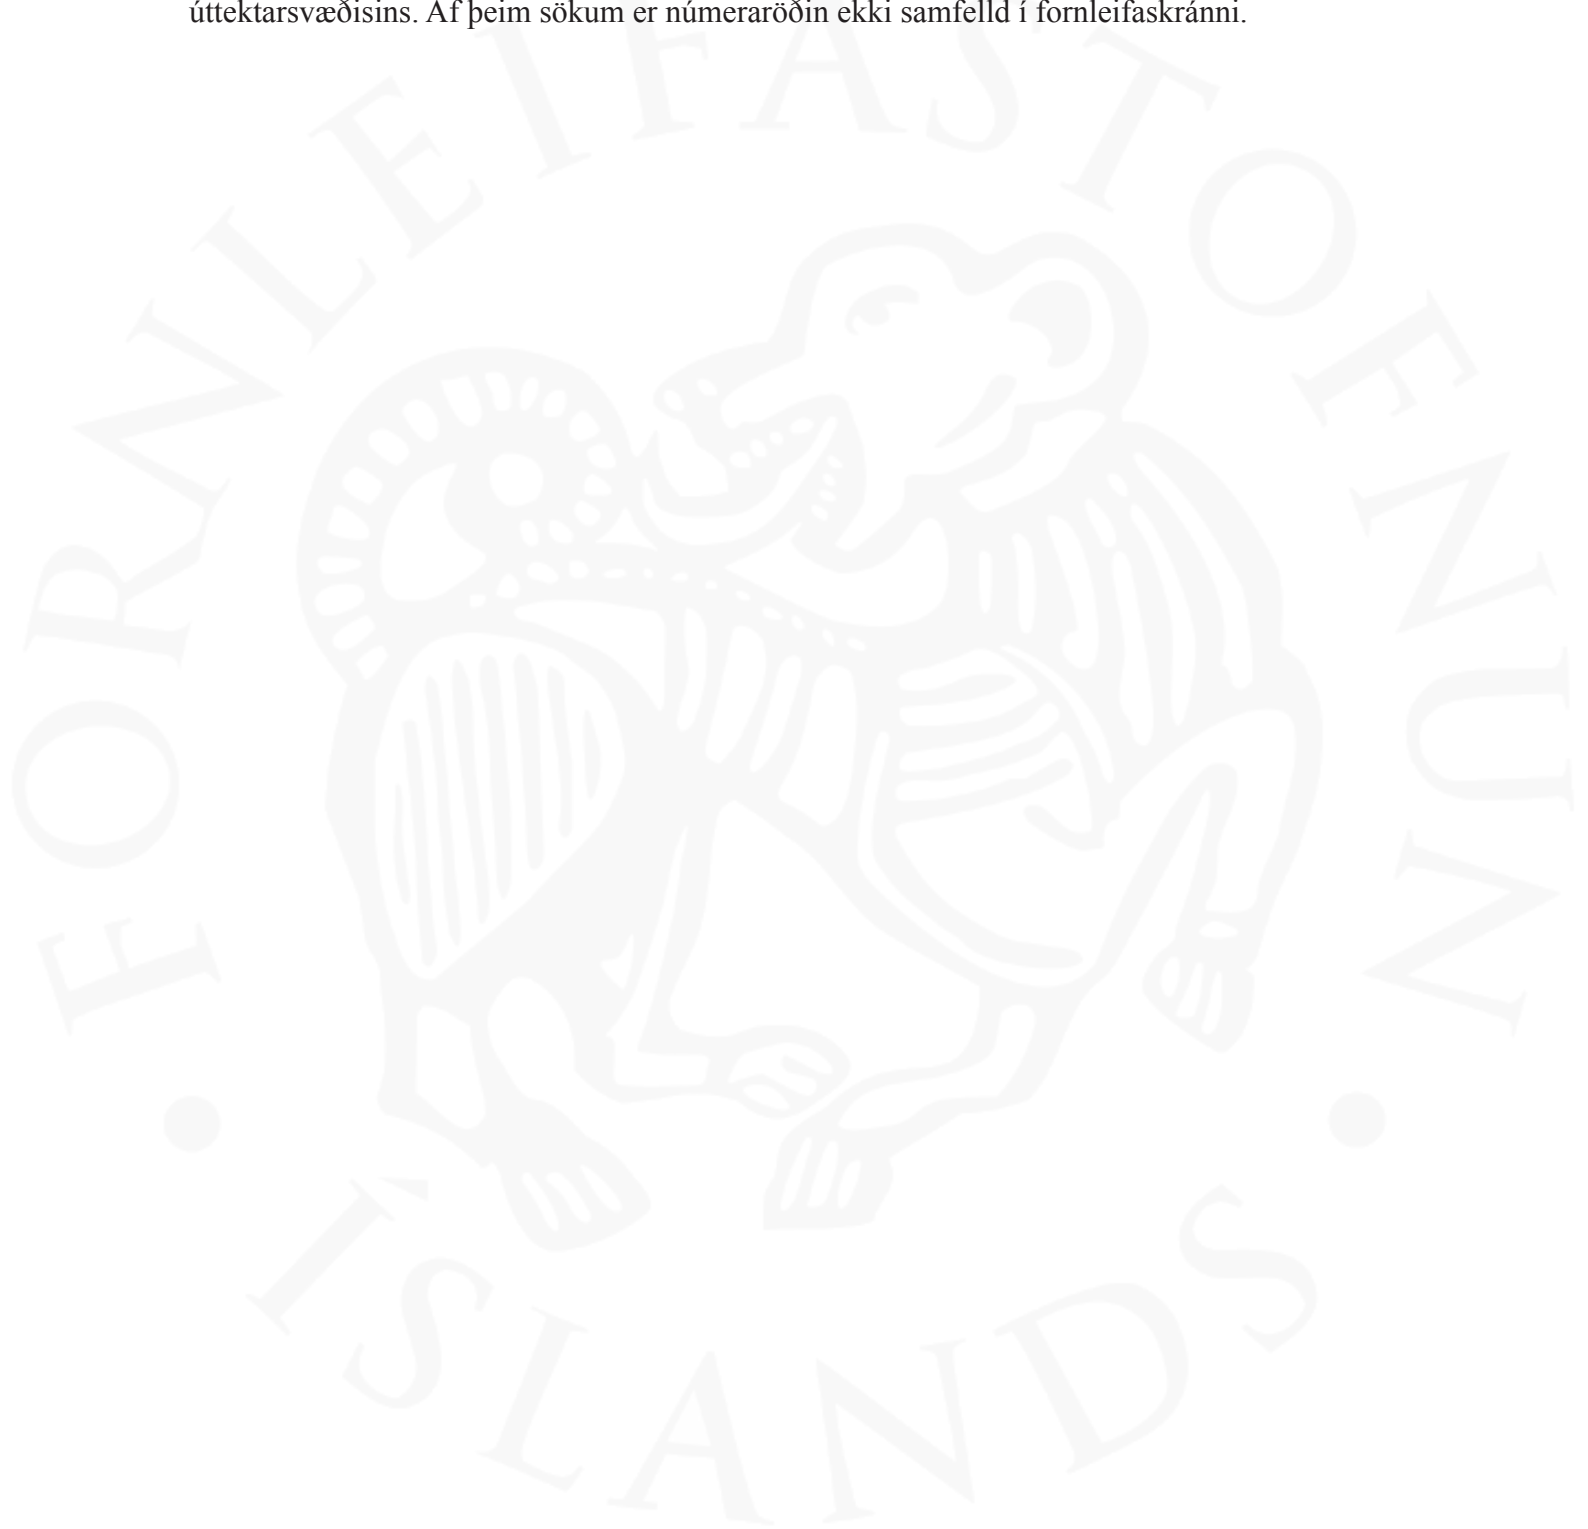 úttektarsvæðisins. Af þeim sökum er númeraröðin ekki samfelld í fornleifaskránni.
FORNLEIFASTOFNUN
• ÍSLANDS •